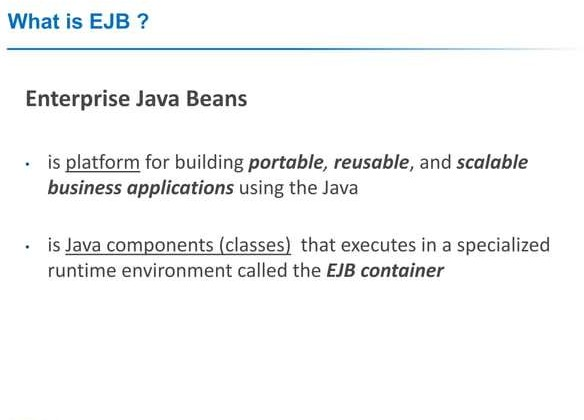 What is EJB ?
Enterprise Java Beans
• is platform for building portable, reusable, and scalable
business applications using the Java
• is Java components (classes) that executes in a specialized
runtime environment called the EJB container